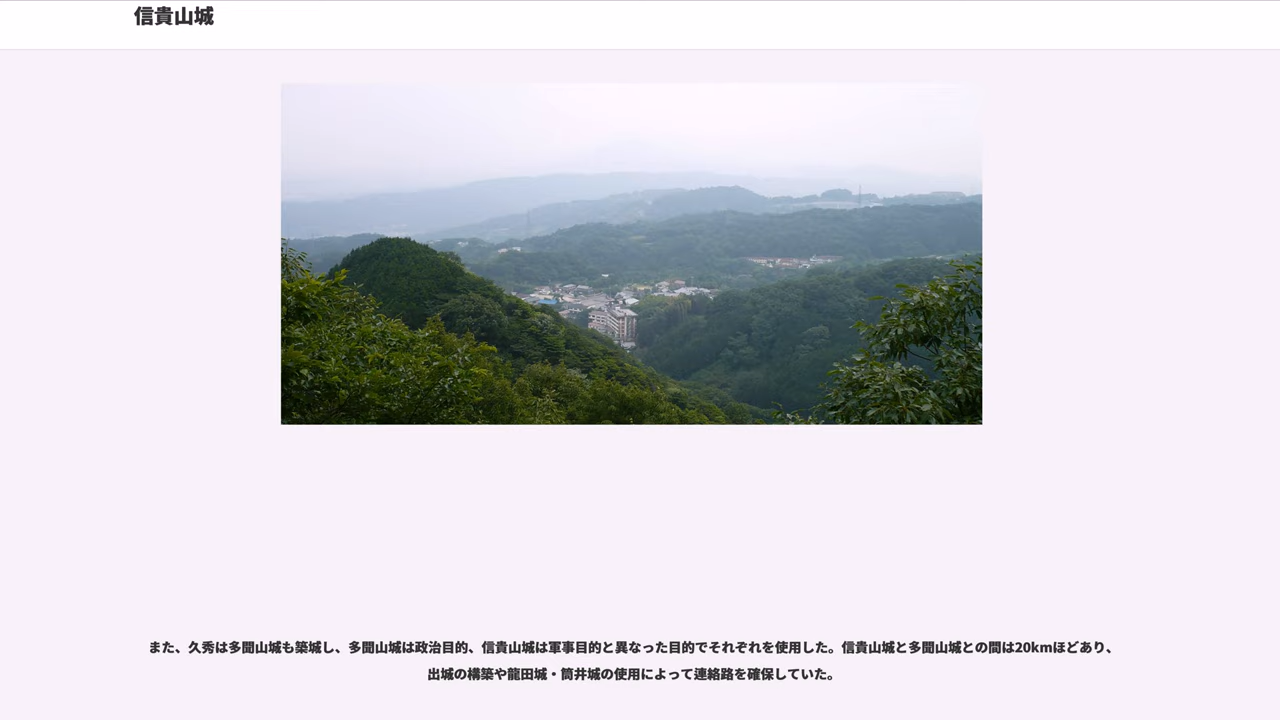 信貴山城
また、久秀は多聞山城も築城し、多聞山城は政治目的、信貴山城は軍事目的と異なった目的でそれぞれを使用した。信貴山城と多聞山城との間は20kmほどあり、
出城の構築や龍田城・筒井城の使用によって連絡路を確保していた。